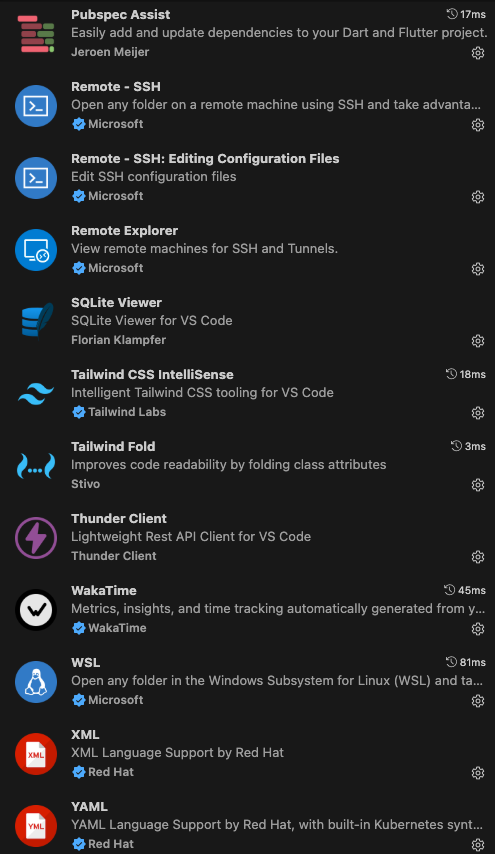 Pubspec Assist 17ms
Easily add and update dependencies to your Dart and Flutter project.
Jeroen Meijer
Remote - SSH
Open any folder on a remote machine using SSH and take advanta...
Microsoft
Remote - SSH: Editing Configuration Files
Edit SSH configuration files
Microsoft
Remote Explorer
View remote machines for SSH and Tunnels.
Microsoft
SQLite Viewer
SQLite Viewer for VS Code
Florian Klampfer
Tailwind CSS IntelliSense 18ms
Intelligent Tailwind CSS tooling for VS Code
Tailwind Labs
Tailwind Fold 3ms
Improves code readability by folding class attributes
Stivo
Thunder Client
Lightweight Rest API Client for VS Code
Thunder Client
WakaTime 45ms
Metrics, insights, and time tracking automatically generated from y...
WakaTime
WSL 81ms
Open any folder in the Windows Subsystem for Linux (WSL) and ta...
Microsoft
XML
XML
XML Language Support by Red Hat
Red Hat
YAML
YML
YAML Language Support by Red Hat, with built-in Kubernetes synt...
Red Hat